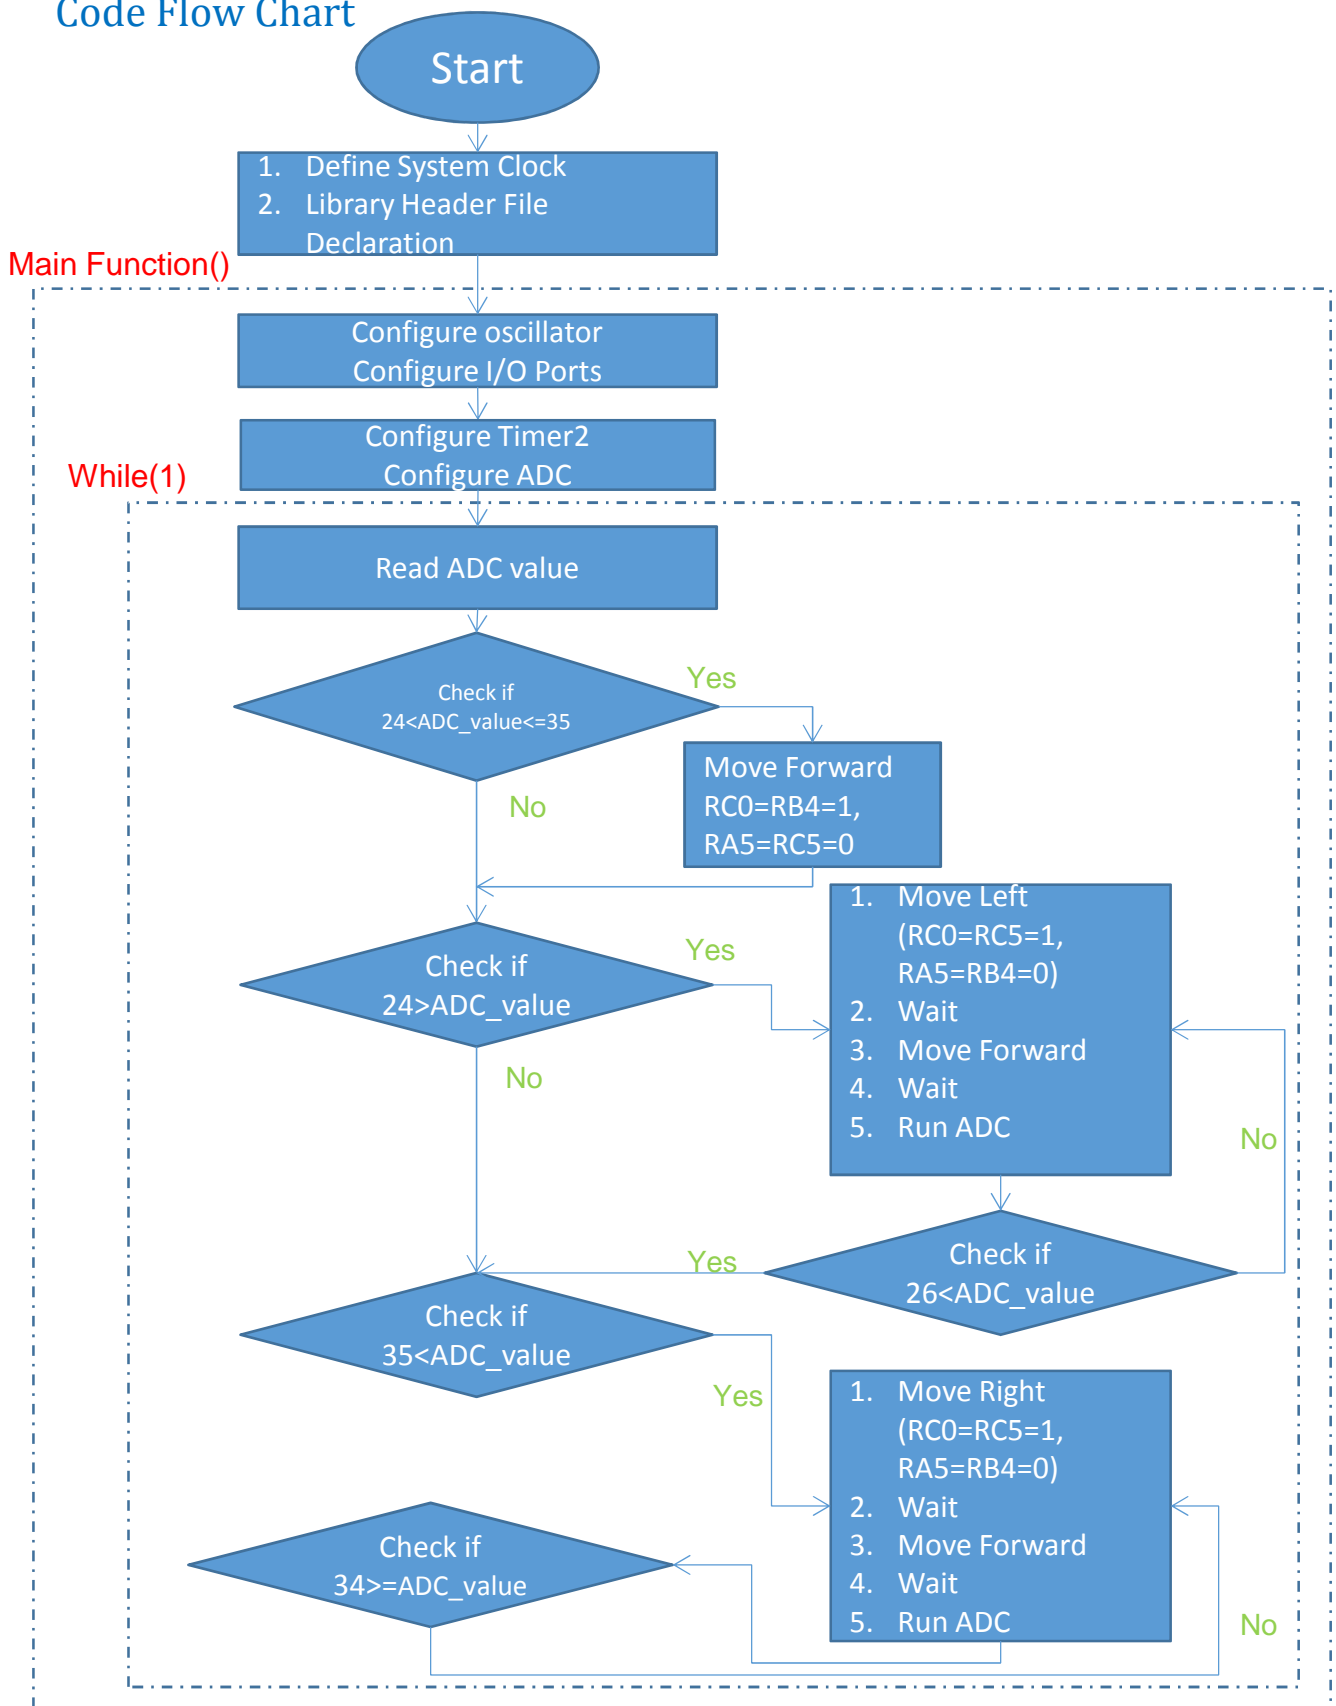 Code Flow Chart
Start
1. Define System Clock
2. Library Header File
Declaration
Main Function()
Configure oscillator
Configure I/O Ports
Configure Timer2
Configure ADC
While(1)
Read ADC value
Check if
24<ADC_value<=35
Yes
No
Move Forward
RC0=RB4=1,
RA5=RC5=0
Check if
24>ADC_value
Yes
No
1. Move Left
(RC0=RC5=1,
RA5=RB4=0)
2. Wait
3. Move Forward
4. Wait
5. Run ADC
No
Check if
26<ADC_value
Yes
Check if
35<ADC_value
Yes
1. Move Right
(RC0=RC5=1,
RA5=RB4=0)
2. Wait
3. Move Forward
4. Wait
5. Run ADC
Check if
34>=ADC_value
No